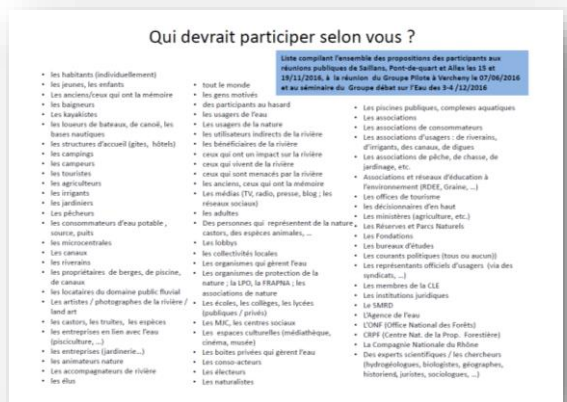 Qui devrait participer selon vous ?
Liste compilant l'ensemble des propositions des participants aux
réunions publiques de Saillans, Pont-de-quart et Allex les 15 et
19/11/2016, à la réunion du Groupe Pilote à Vercheny le 07/06/2016
et au séminaire du Groupe débat sur l'Eau des 3-4 /12/2016
• les habitants (individuellement)
• les jeunes, les enfants
• Les anciens/ceux qui ont la mémoire
• les baigneurs
• Les kayakistes
• les loueurs de bateaux, de canoé, les
bases nautiques
• les structures d'accueil (gites, hôtels)
• les campings
• les campeurs
• les touristes
• les agriculteurs
• les irrigants
• les jardiniers
• Les pêcheurs
• les consommateurs d'eau potable,
source, puits
• les microcentrales
• Les canaux
• les riverains
• les propriétaires de berges, de piscine,
de canaux
• les locataires du domaine public fluvial
• Les artistes / photographes de la rivière /
land art
• les castors, les truites, les espèces
• les entreprises en lien avec l'eau
(pisciculture, ...)
• les entreprises (jardinerie...)
• les animateurs nature
• Les accompagnateurs de rivière
• les élus
• tout le monde
• les gens motivés
• des participants au hasard
• les usagers de l'eau
• Les usagers de la nature
• les utilisateurs indirects de la rivière
• les bénéficiaires de la rivière
• ceux qui ont un impact sur la rivière
• ceux qui vivent de la rivière
• ceux qui sont menacés par la rivière
• les anciens, ceux qui ont la mémoire
• Les médias (TV, radio, presse, blog ; les
réseaux sociaux)
• les adultes
• Des personnes qui représentent de la nature,
castors, des espèces animales, ...
• Les lobbys
• les collectivités locales
• Les organismes qui gèrent l'eau
• Les organismes de protection de la
nature ; la LPO, la FRAPNA ; les
associations de nature
• Les écoles, les collèges, les lycées
(publiques / privés)
• Les MJC, les centres sociaux
• Les espaces culturelles (médiathèque,
cinéma, musée)
• Les boites privées qui gèrent l'eau
• Les conso-acteurs
• Les électeurs
• Les naturalistes
• Les piscines publiques, complexes aquatiques
• Les associations
• Les associations de consommateurs
• Les associations d'usagers : de riverains,
d'irrigants, des canaux, de digues
• Les associations de pêche, de chasse, de
jardinage, etc.
• Associations et réseaux d'éducation à
l'environnement (RDEE, Graine, ...)
• Les offices de tourisme
• les décisionnaires d'en haut
• Les ministères (agriculture, etc.)
• Les Réserves et Parcs Naturels
• Les Fondations
• Les bureaux d'études
• Les courants politiques (tous ou aucun))
• Les représentants officiels d'usagers (via des
syndicats, ...)
• Les membres de la CLE
• Les institutions juridiques
• Le SMRD
• L'Agence de l'eau
• L'ONF (Office National des Forêts)
• CRPF (Centre Nat. de la Prop. Forestière)
• La Compagnie Nationale du Rhône
• Des experts scientifiques / les chercheurs
(hydrogéologues, biologistes, géographes,
historiend, juristes, sociologues, ...)